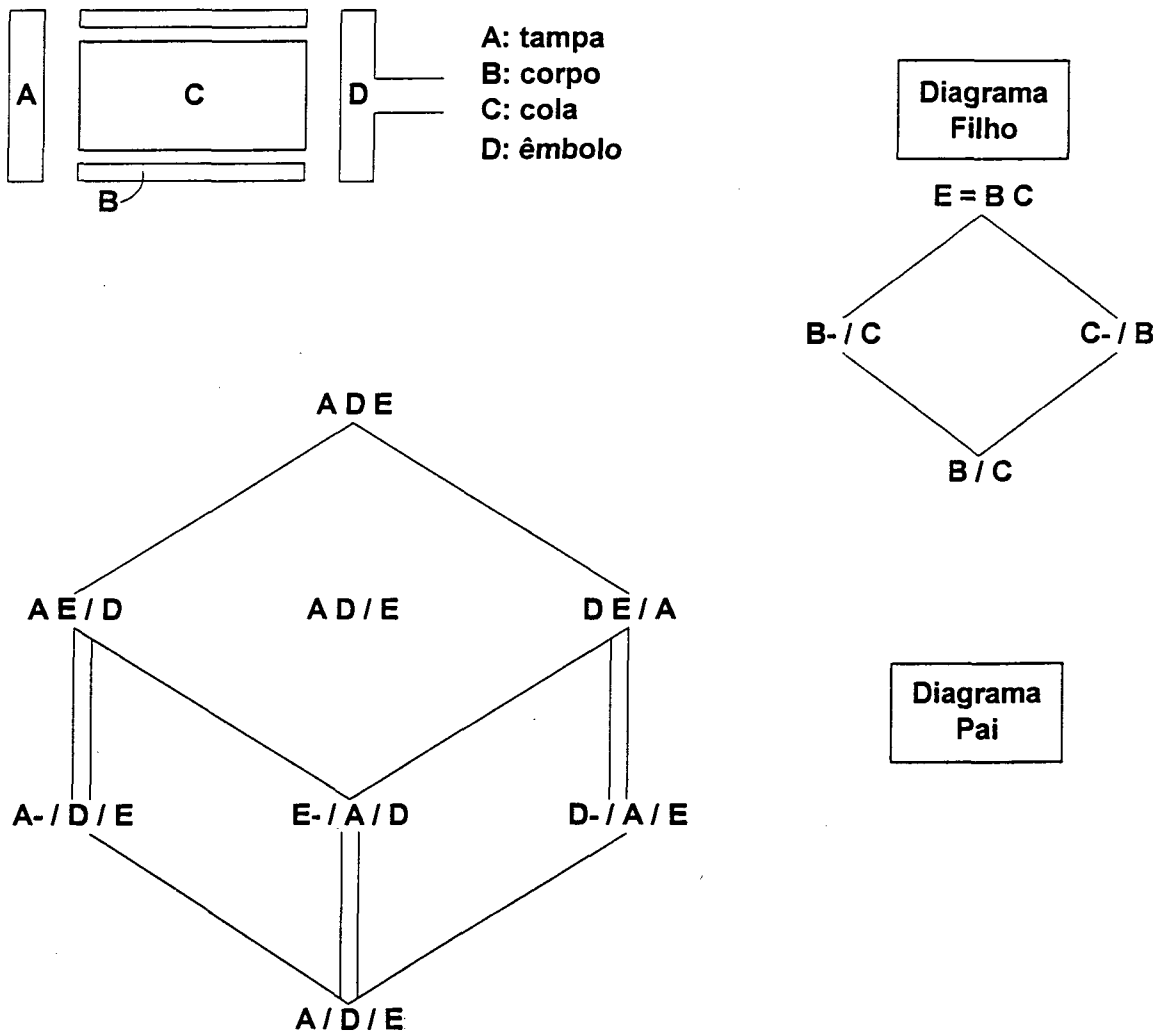 A
C
D
B
A: tampa
B: corpo
C: cola
D: êmbolo
Diagrama
Filho
E = B C
B- / C
C- / B
B / C
A D E
A E / D
A D / E
D E / A
Diagrama
Pai
A- / D / E
E- / A / D
D- / A / E
A / D / E